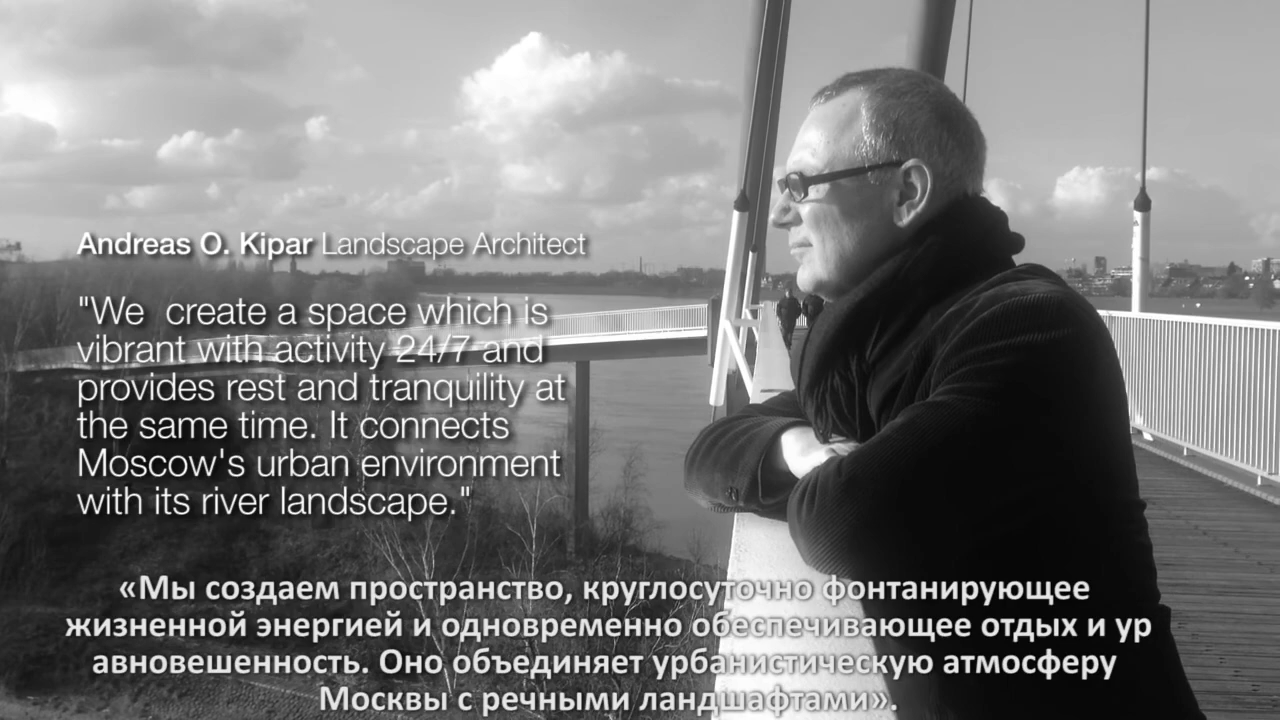 Andreas O. Kipar Landscape Architect
"We create a space which is
vibrant with activity 24/7 and
provides rest and tranquility at
the same time. It connects
Moscow's urban environment
with its river landscape."
«Мы создаем пространство, круглосуточно фонтанирующее
жизненной энергией и одновременно обеспечивающее отдых и ур
авновешенность. Оно объединяет урбанистическую атмосферу
Москвы с речными ландшафтами».